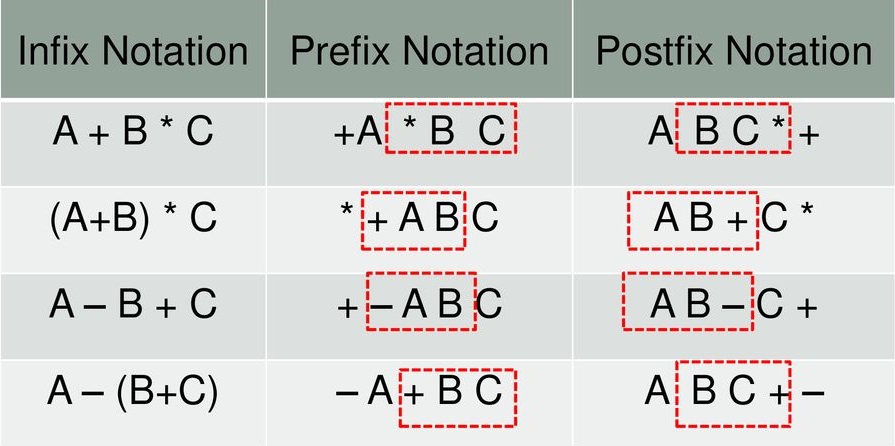 Infix Notation Prefix Notation Postfix Notation
A + B * C +A * B C A B C * +
(A+B) * C * + A B C A B + C *
A – B + C + – A B C A B – C +
A – (B+C) – A + B C A B C + –